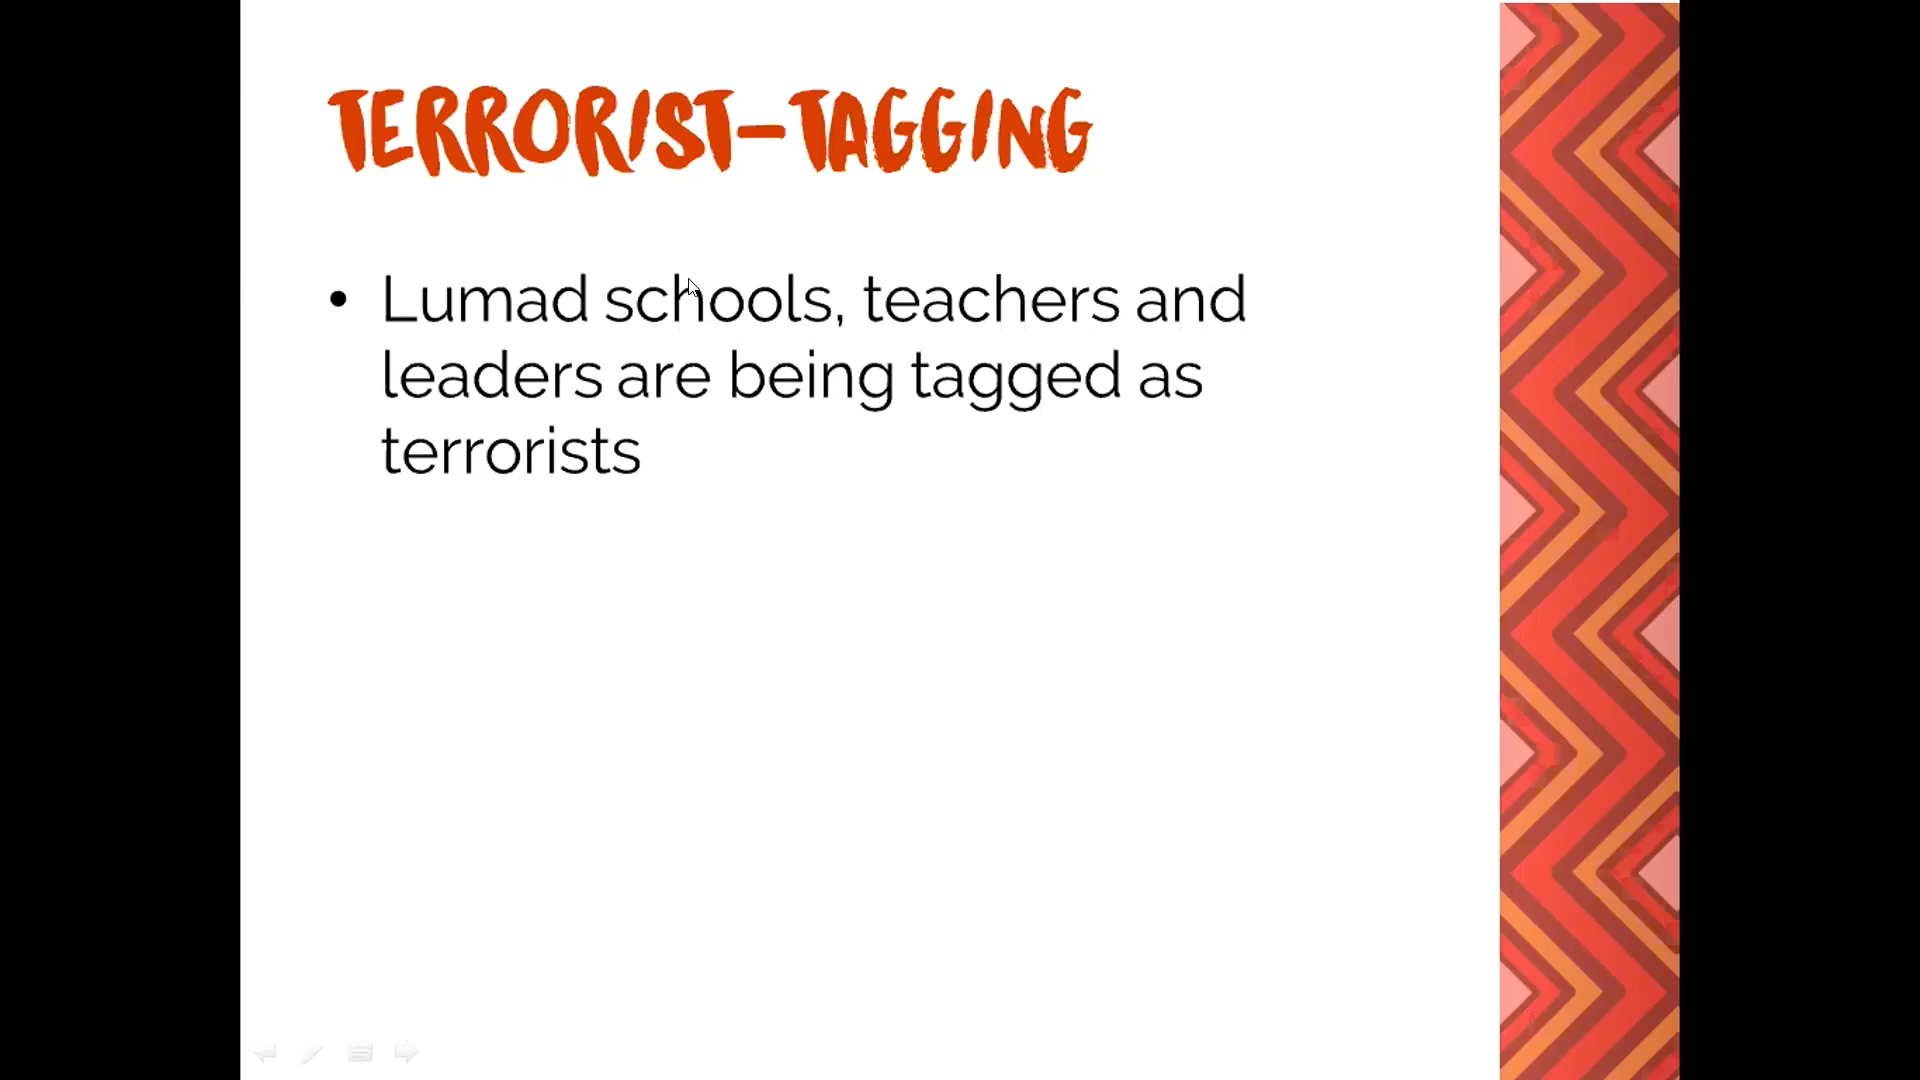 TERRORIST-TAGGING
• Lumad schools, teachers and
leaders are being tagged as
terrorists